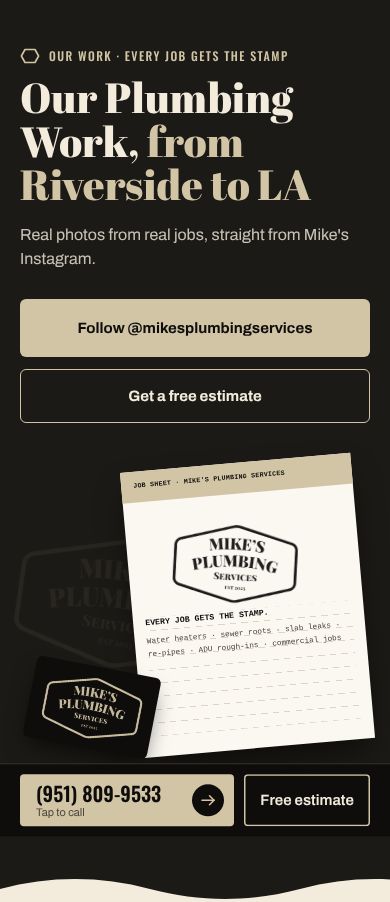 OUR WORK · EVERY JOB GETS THE STAMP
Our Plumbing
Work, from
Riverside to LA
Real photos from real jobs, straight from Mike's
Instagram.
Follow @mikesplumbingservices
Get a free estimate
JOB SHEET · MIKE'S PLUMBING SERVICES
MIKE'S
PLUMBING
SERVICES
EST 2021
EVERY JOB GETS THE STAMP.
Water heaters · sewer roots · slab leaks ·
re-pipes · ADU rough-ins · commercial jobs
MIKE'S
PLUMBING
SERVICES
(951) 809-9533
Tap to call
Free estimate